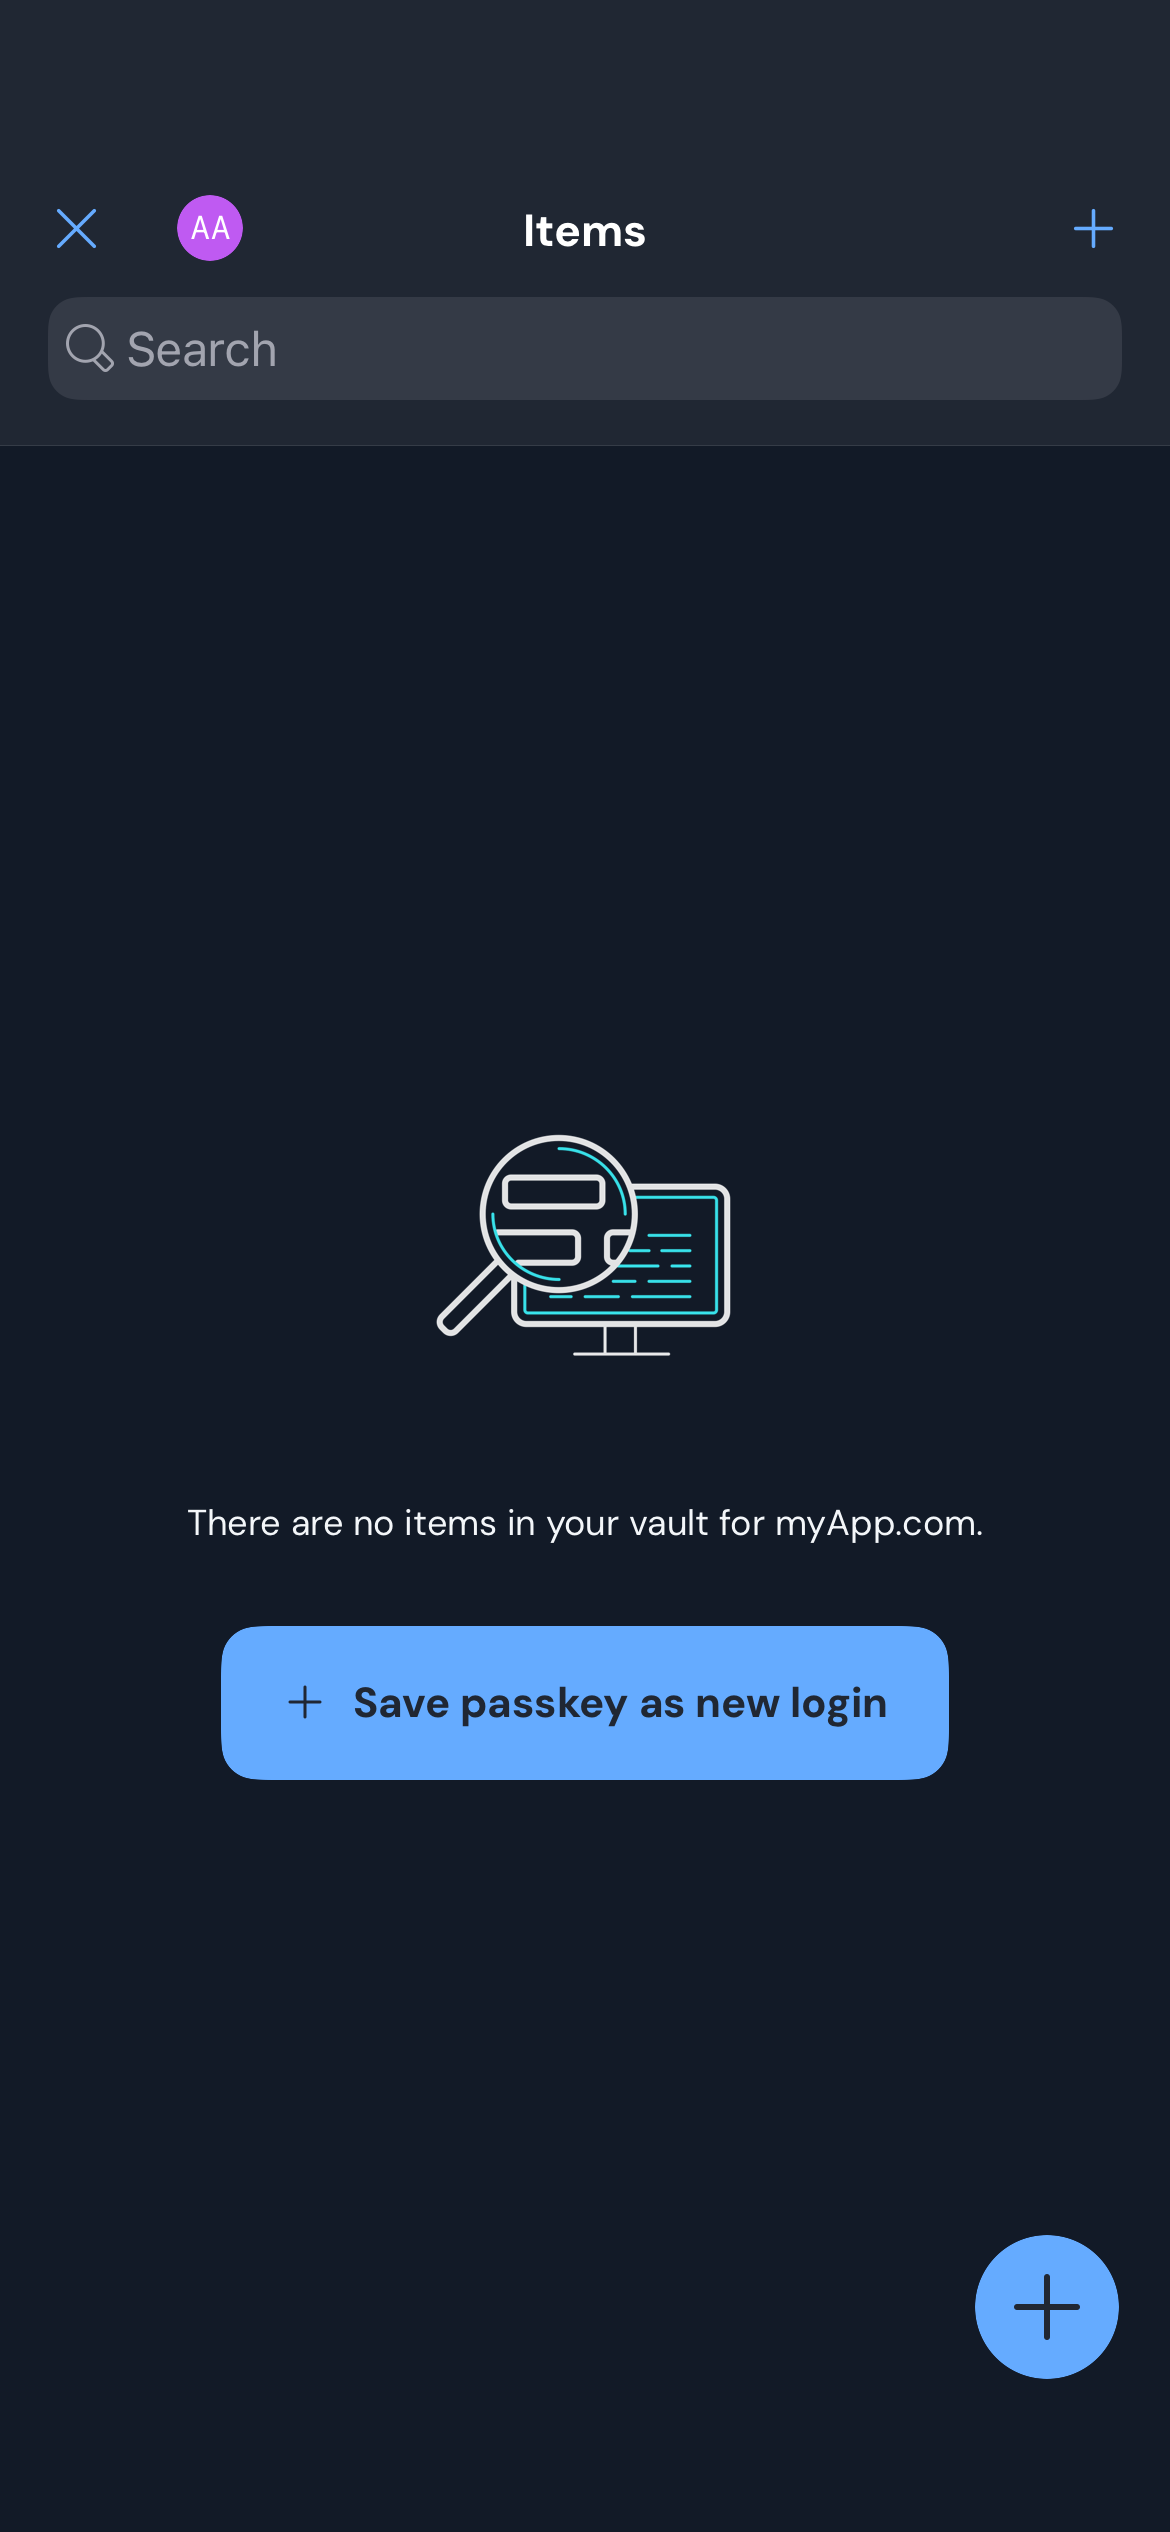 AA
Items
Search
There are no items in your vault for myApp.com.
Save passkey as new login